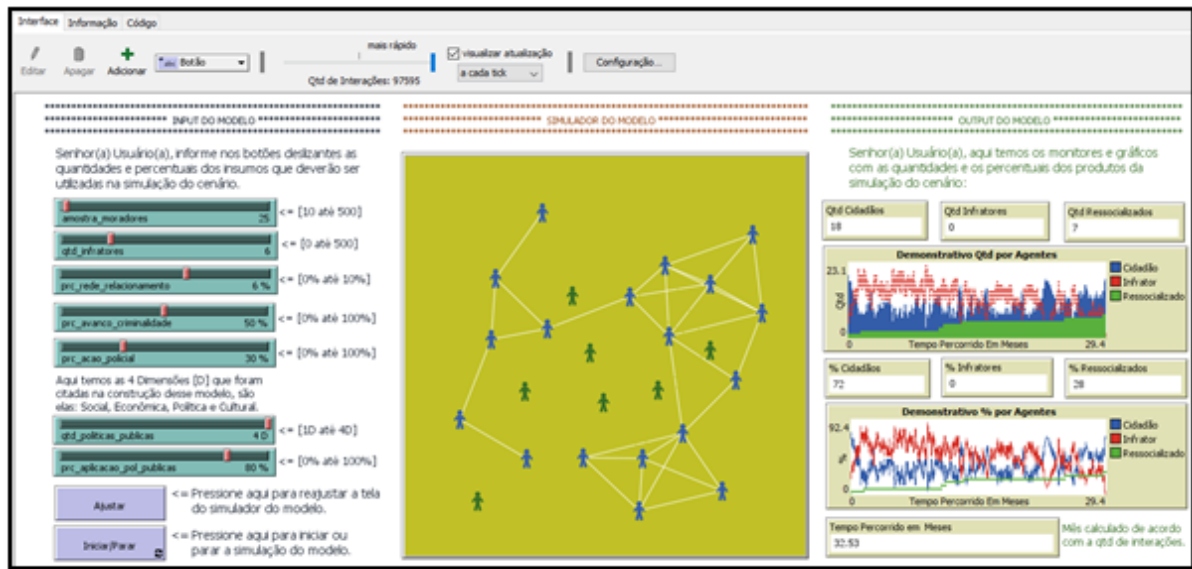 Interface Informação Código
Editar Apagar Adicionar
Botão
mais rápido
Qtd de Interações: 97595
visualizar atualização
a cada tick
Configuração...
INPUT DO MODELO
Senhor(a) Usuário(a), informe nos botões deslizantes as
quantidades e percentuais dos insumos que deverão ser
utilizadas na simulação do cenário.
amostra_moradores 25 <= [10 até 500]
qtd_infratores 6 <= [0 até 500]
prc_rede_relacionamento 6 % <= [0% até 10%]
prc_avanco_criminalidade 50 % <= [0% até 100%]
prc_acao_policial 30 % <= [0% até 100%]
Aqui temos as 4 Dimensões [D] que foram
citadas na construção desse modelo, são
elas: Social, Econômica, Política e Cultural.
qtd_politicas_publicas 4 D <= [1D até 4D]
prc_aplicacao_pol_publicas 80 % <= [0% até 100%]
Ajustar
<= Pressione aqui para reajustar a tela
do simulador do modelo.
Iniciar/Parar
<= Pressione aqui para iniciar ou
parar a simulação do modelo.
SIMULADOR DO MODELO
OUTPUT DO MODELO
Senhor(a) Usuário(a), aqui temos os monitores e gráficos
com as quantidades e os percentuais dos produtos da
simulação do cenário:
Qtd Cidadãos Qtd Infratores Qtd Ressocializados
18 0 7
Demonstrativo Qtd por Agentes
23.1
Qtd
0
0 Tempo Percorrido Em Meses 29.4
Cidadão
Infrator
Ressocializado
% Cidadãos % Infratores % Ressocializados
72 0 28
Demonstrativo % por Agentes
92.4
%
0
0 Tempo Percorrido Em Meses 29.4
Cidadão
Infrator
Ressocializado
Tempo Percorrido em Meses
32.53
Mês calculado de acordo
com a qtd de interações.